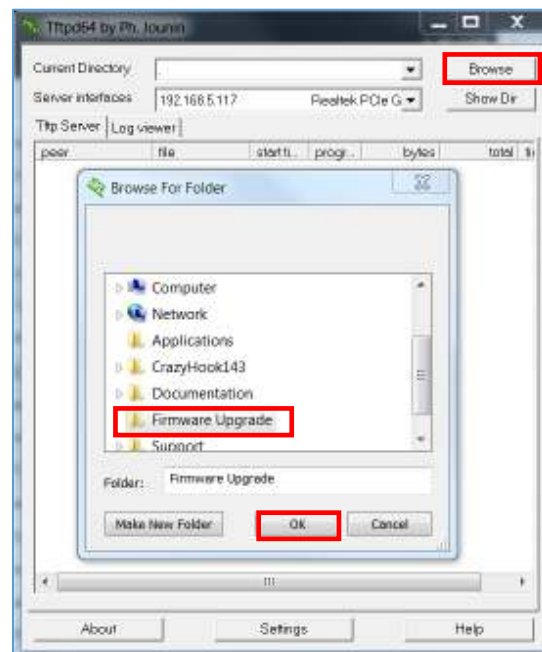 Tftpd64 by Ph. Jounin
Current Directory . Browse
Server interfaces 192.168.5.117 Realtek PCIe G Show Dir
Tftp Server Log viewer
peer file start ti.. progr.. bytes total
Browse For Folder
Computer
Network
Applications
CrazyHook143
Documentation
Firmware Upgrade
Support
Folder: Firmware Upgrade
Make New Folder OK Cancel
About Settings Help